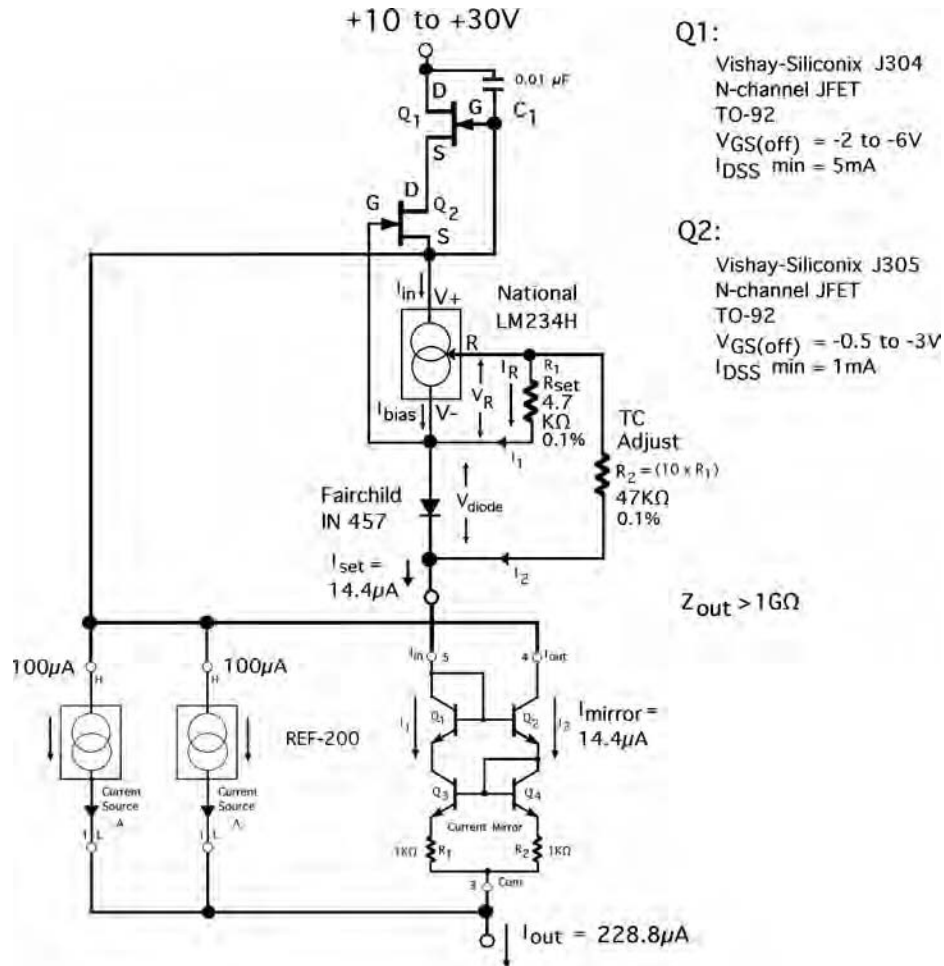 +10 to +30V
0.01 µF
D
Q1
G
C1
S
G
D
Q2
S
Iin
V+
National
LM234H
R
R1
IR
VR
Rset
4.7
KΩ
0.1%
Ibias
V-
I1
TC
Adjust
R2 = (10 x R1)
47KΩ
0.1%
Fairchild
IN 457
Vdiode
Iset =
14.4µA
I2
Q1:
Vishay-Siliconix J304
N-channel JFET
TO-92
VGS(off) = -2 to -6V
IDSS min = 5mA
Q2:
Vishay-Siliconix J305
N-channel JFET
TO-92
VGS(off) = -0.5 to -3V
IDSS min = 1mA
Zout >1GΩ
100µA
H
100µA
H
REF-200
Current
Source
A
L
Current
Source
L
Iin 5
4 Iout
I1
Q1
Q2
I3
Imirror =
14.4µA
Q3
Q4
Current Mirror
1KΩ
R1
R2
1KΩ
3
Com
Iout = 228.8µA